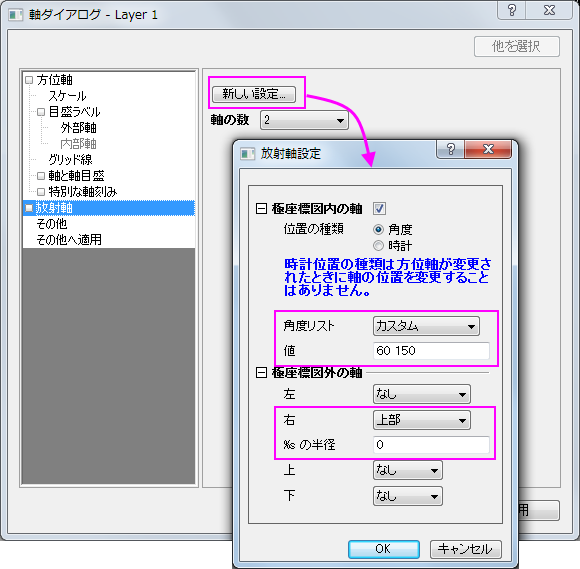 軸ダイアログ - Layer 1
他を選択
方位軸
スケール
目盛ラベル
外部軸
内部軸
グリッド線
軸と軸目盛
特別な軸刻み
放射軸
その他
その他へ適用
新しい設定...
軸の数 2
放射軸設定
極座標図内の軸
位置の種類 角度
時計
時計位置の種類は方位軸が変更さ
れたときに軸の位置を変更すること
はありません。
角度リスト カスタム
値 60 150
極座標図外の軸
左 なし
右 上部
%s の半径 0
上 なし
下 なし
用
OK キャンセル